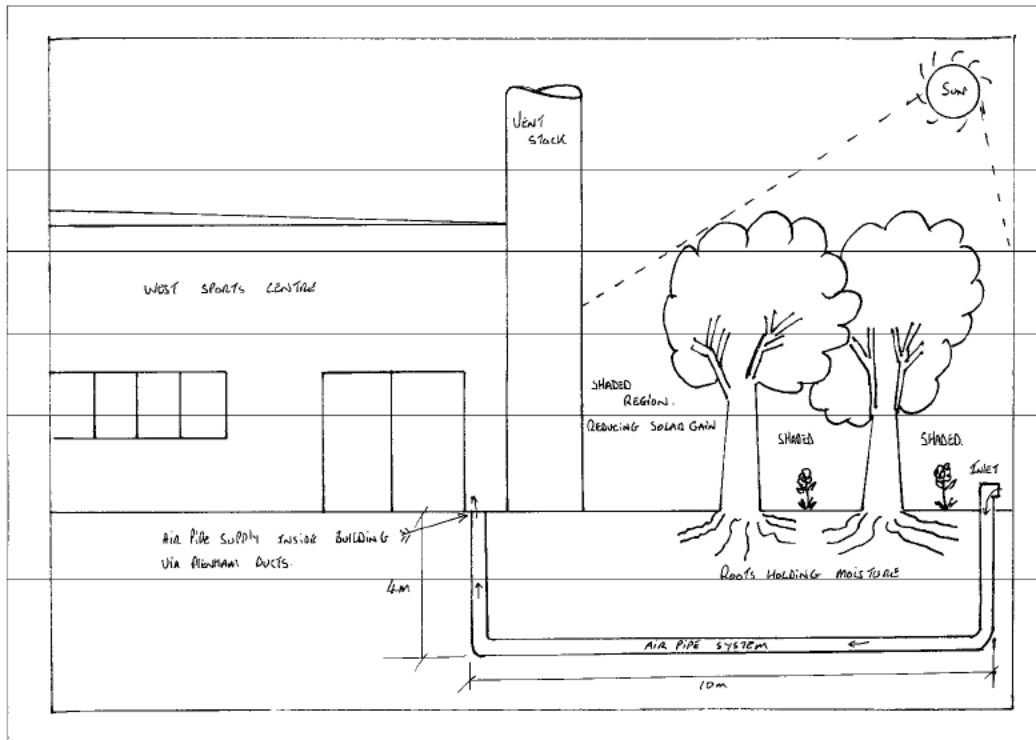 SUN
VENT
STACK
WEST SPORTS CENTRE
SHADED
REGION.
REDUCING SOLAR GAIN
SHADED
SHADED.
INLET
AIR PIPE SUPPLY INSIDE BUILDING
VIA DUCTS.
ROOTS HOLDING MOISTURE
4M
AIR PIPE SYSTEM
10M